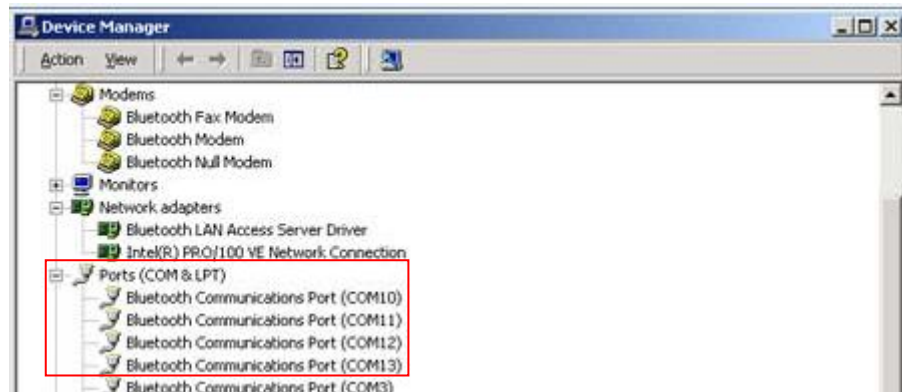 Device Manager
Action View
Modems
Bluetooth Fax Modem
Bluetooth Modem
Bluetooth Null Modem
Monitors
Network adapters
Bluetooth LAN Access Server Driver
Intel(R) PRO/100 VE Network Connection
Ports (COM & LPT)
Bluetooth Communications Port (COM10)
Bluetooth Communications Port (COM11)
Bluetooth Communications Port (COM12)
Bluetooth Communications Port (COM13)
Bluetooth Communications Port (COM3)